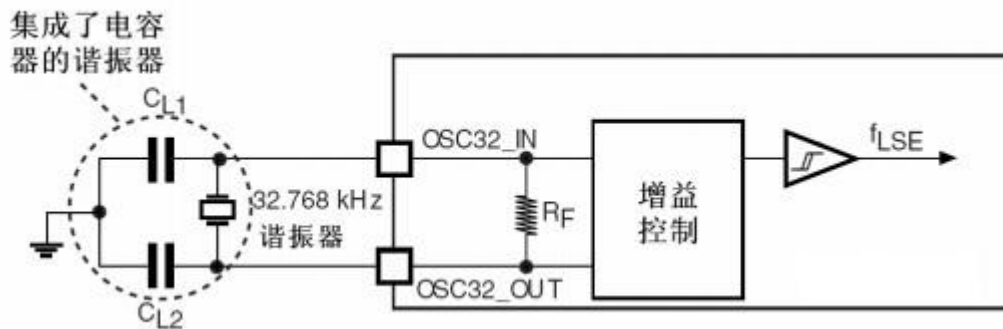 集成了电容
器的谐振器
CL1
OSC32_IN
fLSE
32.768 kHz
谐振器
RF
增益
控制
OSC32_OUT
CL2